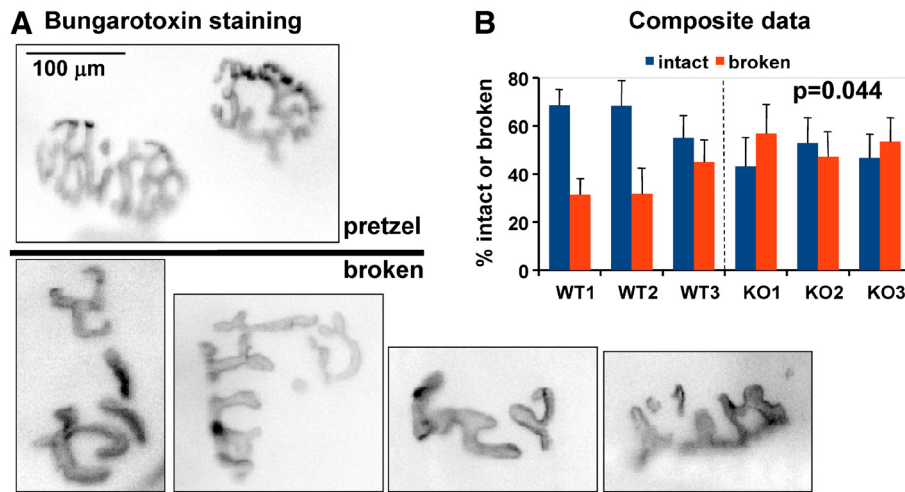 A Bungarotoxin staining
100 μm
pretzel
broken
B Composite data
intact broken
p=0.044
% intact or broken
80
60
40
20
0
WT1 WT2 WT3 KO1 KO2 KO3